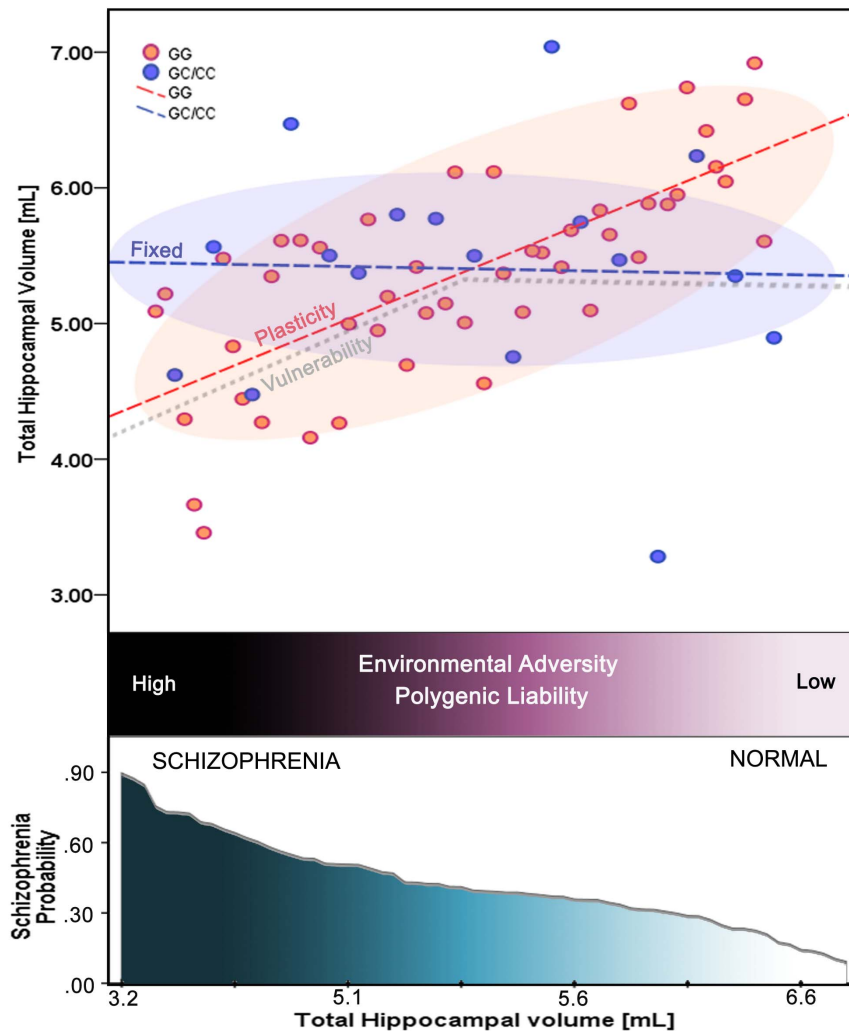 7.00
GG
GC/CC
GG
GC/CC
6.00
Fixed
5.00
Plasticity
Vulnerability
4.00
3.00
Total Hippocampal Volume [mL]
High
Environmental Adversity
Polygenic Liability
Low
SCHIZOPHRENIA
NORMAL
.90
.60
.30
.00
Schizophrenia
Probability
3.2
5.1
5.6
6.6
Total Hippocampal volume [mL]